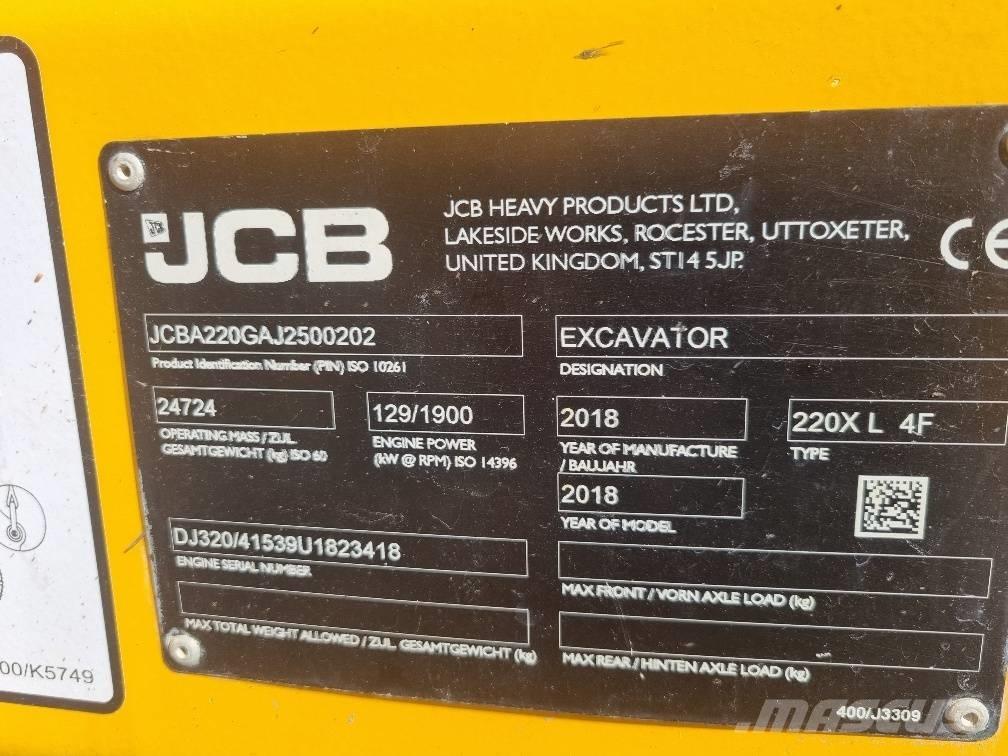 JCB
JCB HEAVY PRODUCTS LTD,
LAKESIDE WORKS, ROCESTER, UTTOXETER,
UNITED KINGDOM, ST14 5JP.
CE
JCBA220GAJ2500202
Product Identification Number (PIN) ISO 10261
EXCAVATOR
DESIGNATION
24724
OPERATING MASS / ZUL.
GESAMTGEWICHT (kg) ISO 60
129/1900
ENGINE POWER
(kW @ RPM) ISO 14396
2018
YEAR OF MANUFACTURE
/ BAUJAHR
220X L 4F
TYPE
2018
YEAR OF MODEL
DJ320/41539U1823418
ENGINE SERIAL NUMBER
MAX FRONT / VORN AXLE LOAD (kg)
MAX TOTAL WEIGHT ALLOWED / ZUL. GESAMTGEWICHT (kg)
MAX REAR / HINTEN AXLE LOAD (kg)
400/J3309
00/K5749
MASCUS